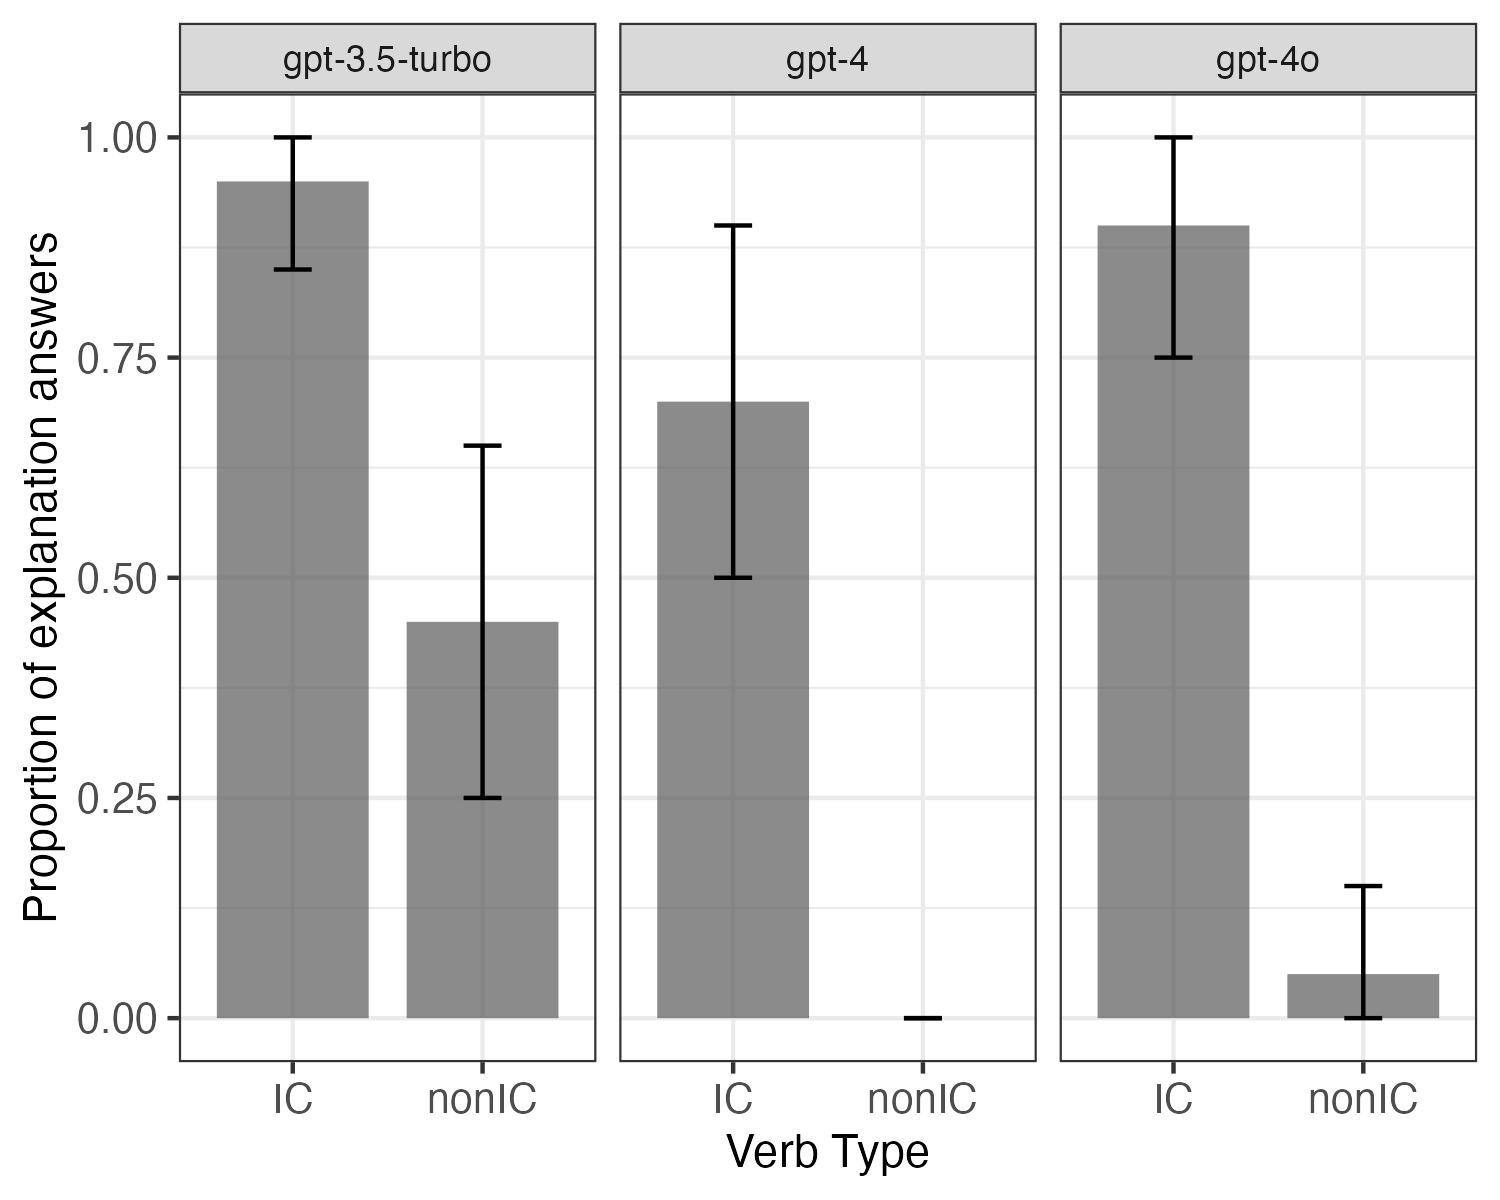 gpt-3.5-turbo gpt-4 gpt-4o
Proportion of explanation answers
1.00
0.75
0.50
0.25
0.00
IC nonIC IC nonIC IC nonIC
Verb Type